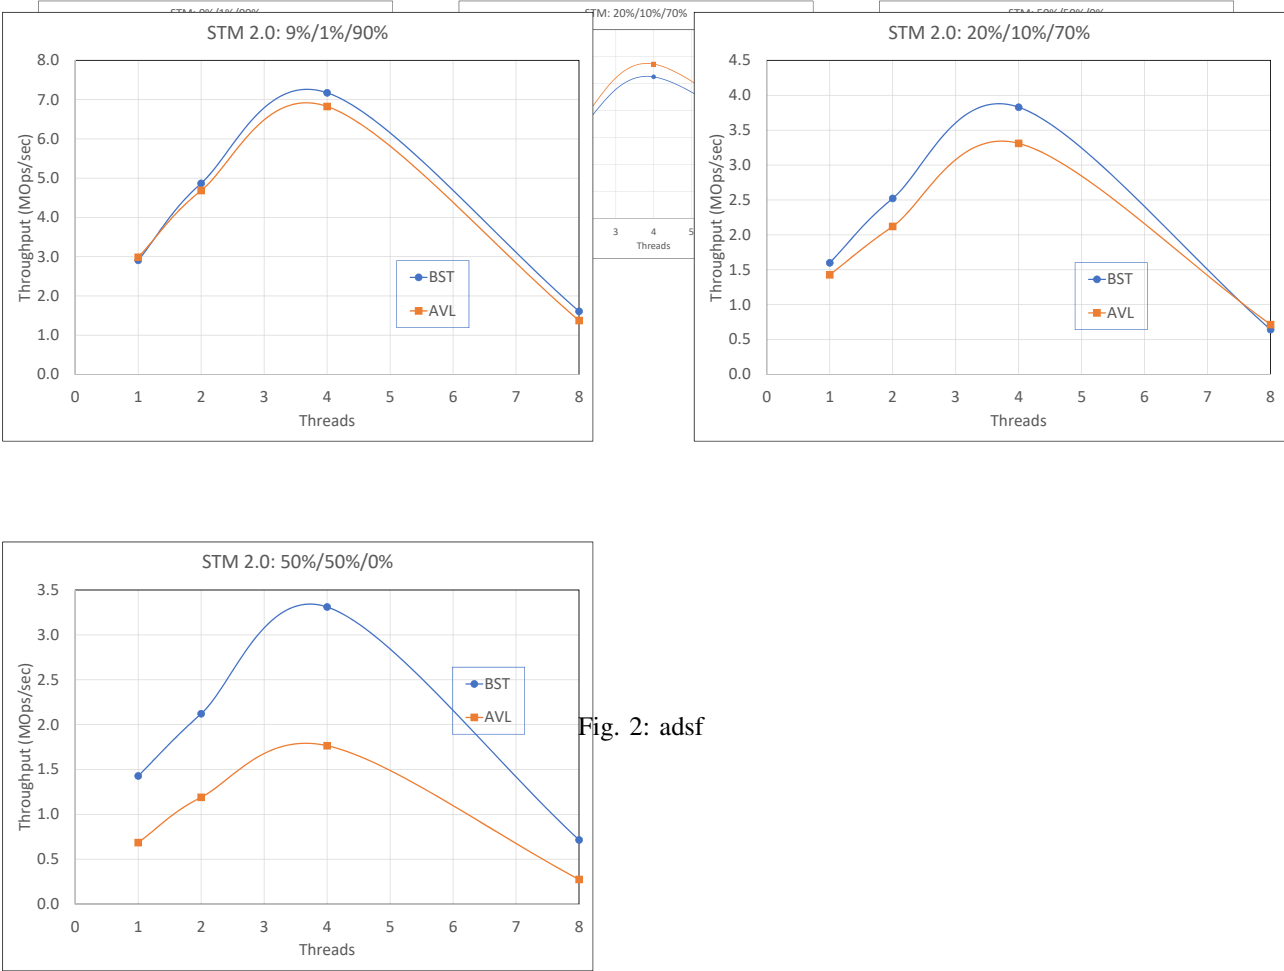 STM: 20%/10%/70%
STM 2.0: 9%/1%/90%
8.0
7.0
6.0
5.0
4.0
3.0
2.0
1.0
0.0
Throughput (MOps/sec)
BST
AVL
0 1 2 3 4 5 6 7 8
Threads
3 4 5
Threads
STM 2.0: 20%/10%/70%
4.5
4.0
3.5
3.0
2.5
2.0
1.5
1.0
0.5
0.0
Throughput (MOps/sec)
BST
AVL
0 1 2 3 4 5 6 7 8
Threads
STM 2.0: 50%/50%/0%
3.5
3.0
2.5
2.0
1.5
1.0
0.5
0.0
Throughput (MOps/sec)
BST
AVL
0 1 2 3 4 5 6 7 8
Threads
Fig. 2: adsf